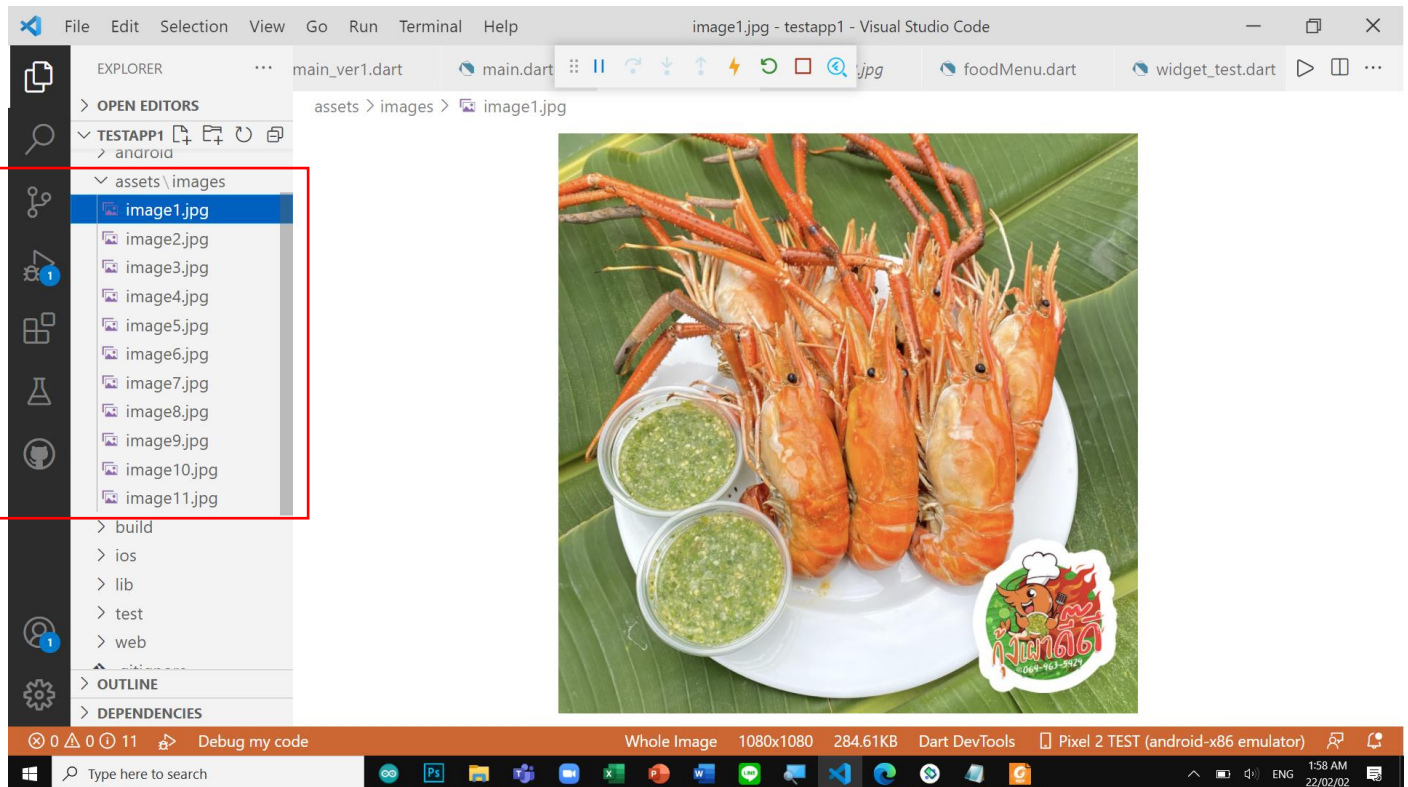 File Edit Selection View Go Run Terminal Help image1.jpg - testapp1 - Visual Studio Code
EXPLORER ··· main_ver1.dart main.dart .jpg foodMenu.dart widget_test.dart ···
> OPEN EDITORS assets > images > image1.jpg
TESTAPP1
> android
assets\images
image1.jpg
image2.jpg
image3.jpg
image4.jpg
image5.jpg
image6.jpg
image7.jpg
image8.jpg
image9.jpg
image10.jpg
image11.jpg
> build
> ios
> lib
> test
> web
> OUTLINE
> DEPENDENCIES
1
1
กุ้งเผาดี๊ดี
064-963-5424
0 0 11 Debug my code Whole Image 1080x1080 284.61KB Dart DevTools Pixel 2 TEST (android-x86 emulator)
Type here to search Ps ENG 1:58 AM
22/02/02